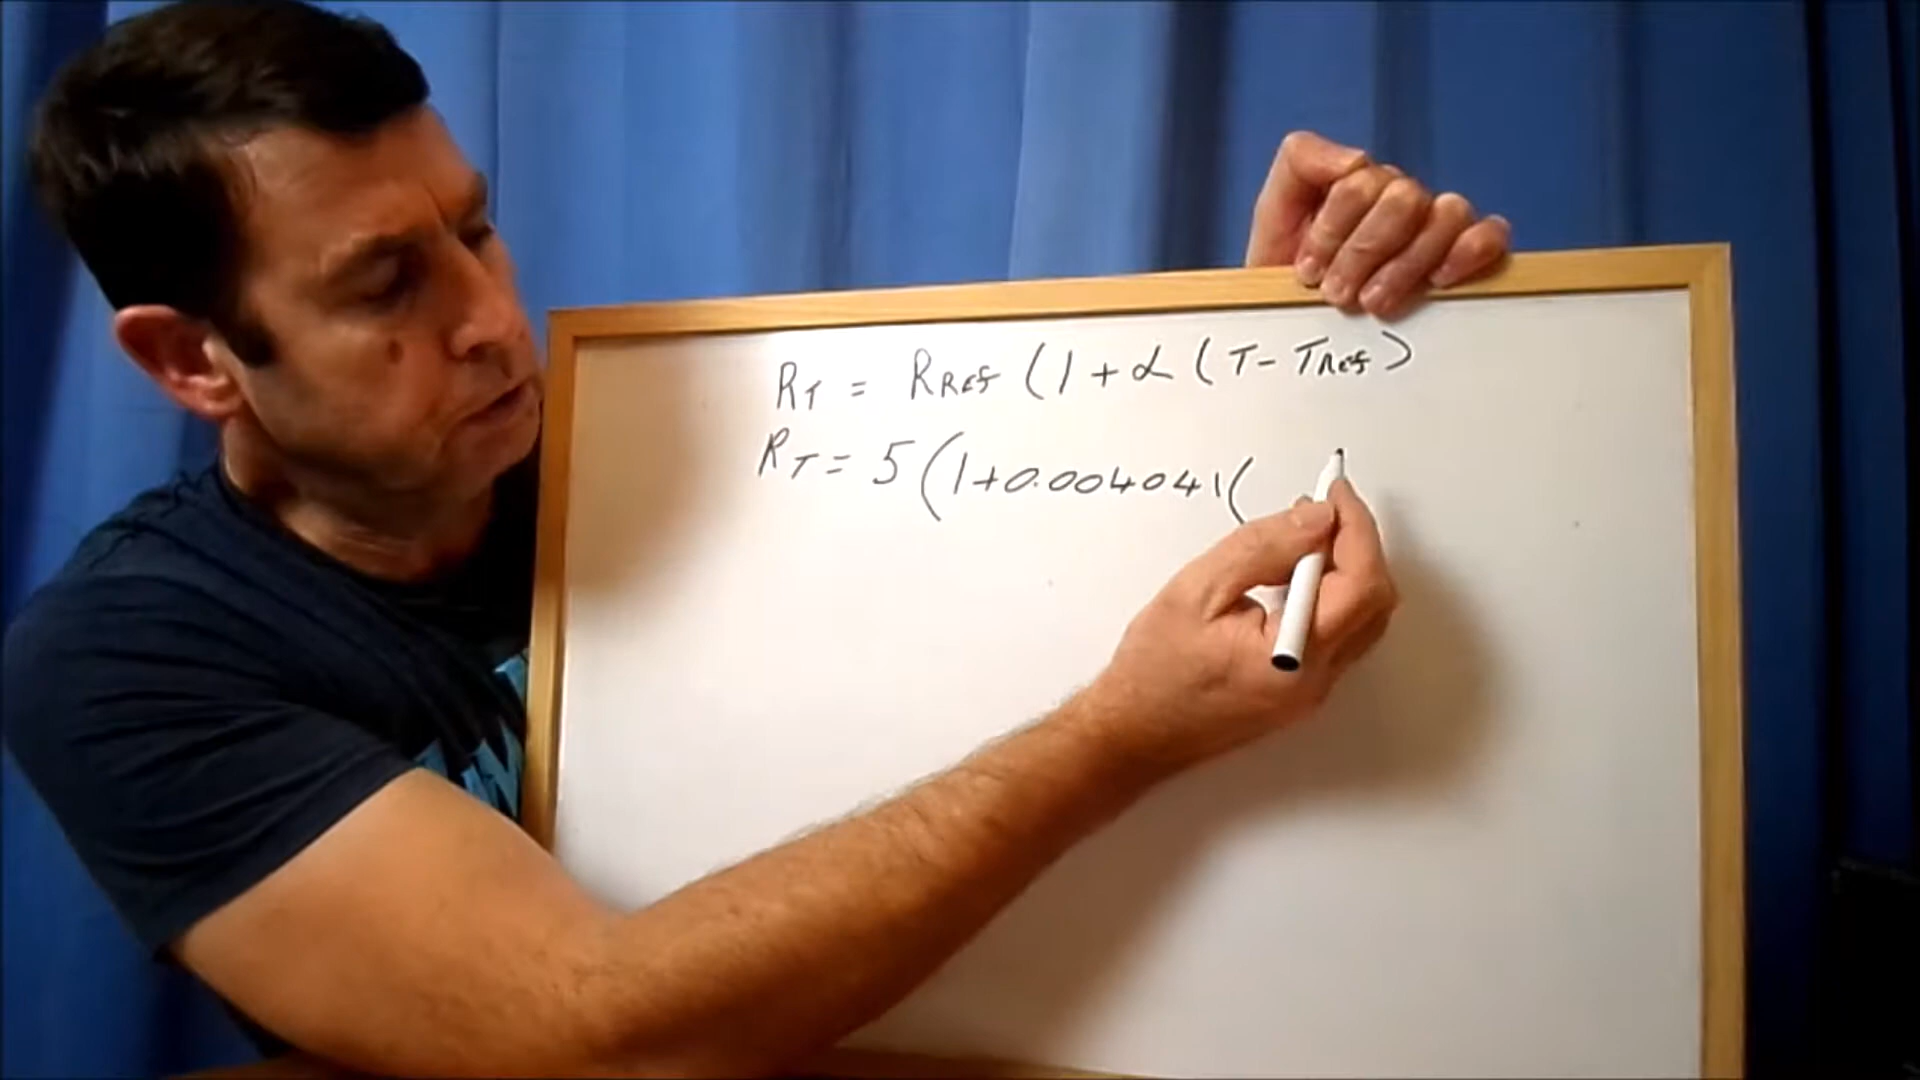 RT = RRef (1 + α (T - TRef)
RT = 5 (1 + 0.004041 (